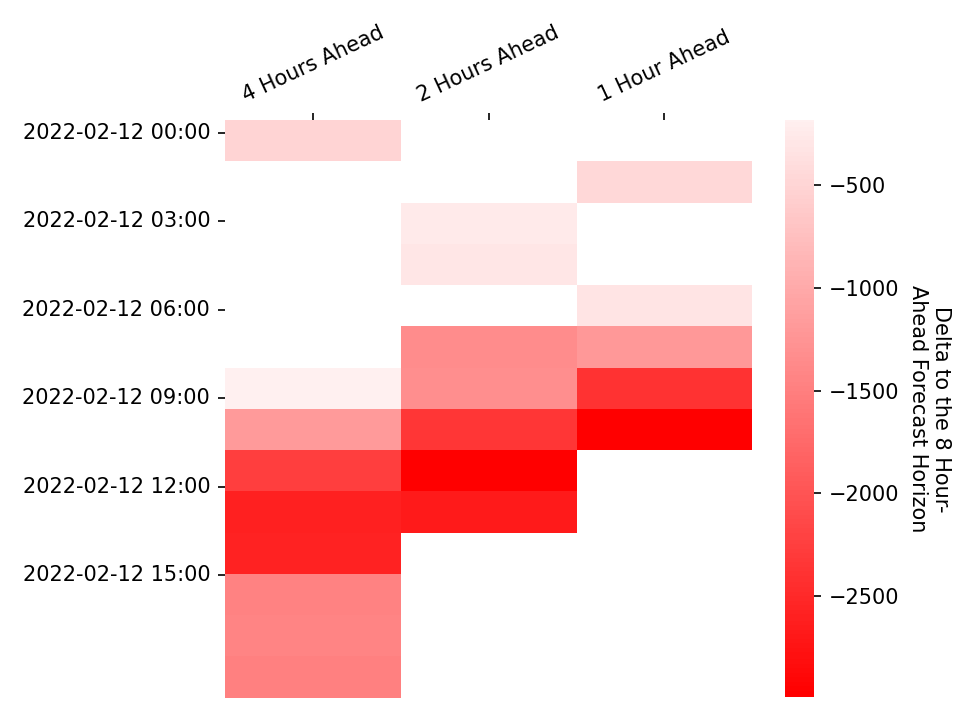 4 Hours Ahead
2 Hours Ahead
1 Hour Ahead
2022-02-12 00:00
2022-02-12 03:00
2022-02-12 06:00
2022-02-12 09:00
2022-02-12 12:00
2022-02-12 15:00
−500
−1000
−1500
−2000
−2500
Delta to the 8 Hour-
Ahead Forecast Horizon